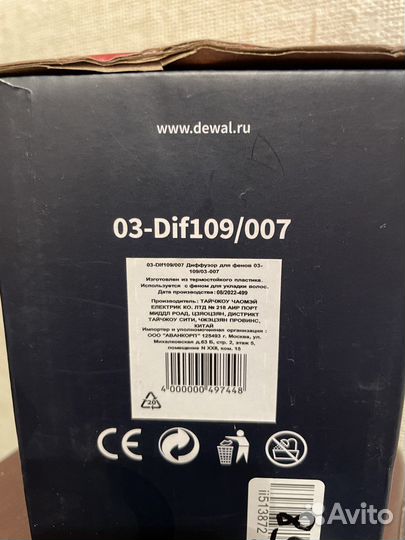 www.dewal.ru
03-Dif109/007
03-Dif109/007 Диффузор для фенов 03-
109/03-007
Изготовлен из термостойкого пластика.
Используется с феном для укладки волос.
Дата производства: 08/2022-499
Производитель: ТАЙЧЖОУ ЧАОМЭЙ
ЕЛЕКТРИК КО. ЛТД № 218 АИР ПОРТ
МИДДЛ РОАД, ЦЗЯОЦЗЯН, ДИСТРИКТ
ТАЙЧЖОУ СИТИ, ЧЖЭЦЗЯН ПРОВИНС,
КИТАЙ
Импортер и уполномоченная организация:
ООО "АВАНКОРП" 125493 г. Москва, ул.
Михалковская д.63 Б, стр. 2, этаж 5,
помещение N XXII, ком. 15
4 000000 497448
20
CE
ii513872
Avito